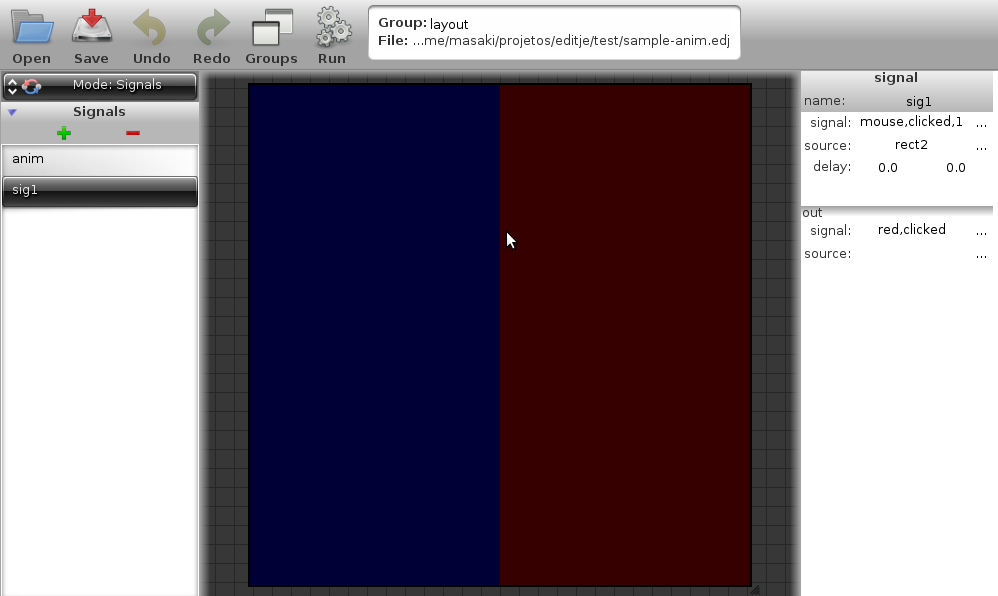 Open Save Undo Redo Groups Run
Group: layout
File: ...me/masaki/projetos/editje/test/sample-anim.edj
Mode: Signals
Signals
anim
sig1
signal
name: sig1
signal: mouse,clicked,1 ...
source: rect2 ...
delay: 0.0 0.0
out
signal: red,clicked ...
source: ...